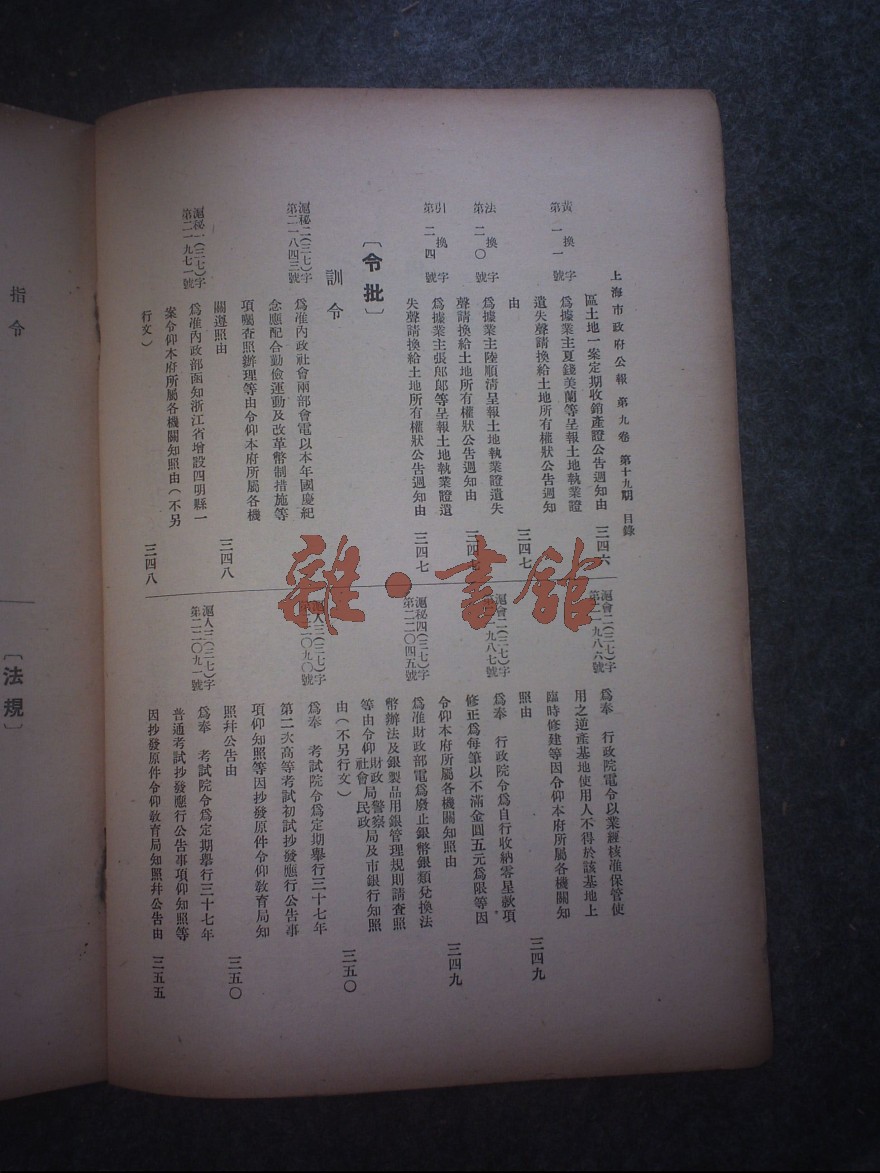 上海市政府公報　第九卷　第十九期　目錄
區土地一案定期收銷產證公告週知由　三四六
黃換字
第一一號
爲據業主夏錢美蘭等呈報土地執業證
遺失聲請換給土地所有權狀公告週知
由　三四七
法換字
第二〇號
爲據業主陸順清呈報土地執業證遺失
聲請換給土地所有權狀公告週知由　三四七
引換字
第二四號
爲據業主張郎郎等呈報土地執業證遺
失聲請換給土地所有權狀公告週知由　三四七
〔令批〕
訓令
滬秘二(三七)字
第二一八四三號
爲准內政社會兩部會電以本年國慶紀
念應配合勤儉運動及改革幣制措施等
項囑查照辦理等由令仰本府所屬各機
關遵照由　三四八
滬秘一(三七)字
第二一九七一號
爲准內政部函知浙江省增設四明縣一
案令仰本府所屬各機關知照由(不另
行文)　三四八
滬會二(三七)字
第二一九八六號
爲奉　行政院電令以業經核准保管使
用之逆產基地使用人不得於該基地上
臨時修建等因令仰本府所屬各機關知
照由　三四九
滬會二(三七)字
九八七號
爲奉　行政院令爲自行收納零星款項
修正爲每筆以不滿金圓五元爲限等因
令仰本府所屬各機關知照由　三四九
滬秘四(三七)字
第二二〇四五號
爲准財政部電爲廢止銀幣銀類兌換法
幣辦法及銀製品用銀管理規則請查照
等由令仰財政局警察局及市銀行知照
社會　民政
由(不另行文)　三五〇
滬人三(三七)字
二〇九〇號
爲奉　考試院令爲定期舉行三十七年
第二次高等考試初試抄發應行公告事
項仰知照等因抄發原件令仰敎育局知
照幷公告由　三五〇
滬人三(三七)字
第二二〇九一號
爲奉　考試院令爲定期舉行三十七年
普通考試抄發應行公告事項仰知照等
因抄發原件令仰敎育局知照幷公告由　三五五
指令
〔法規〕
雜·書館